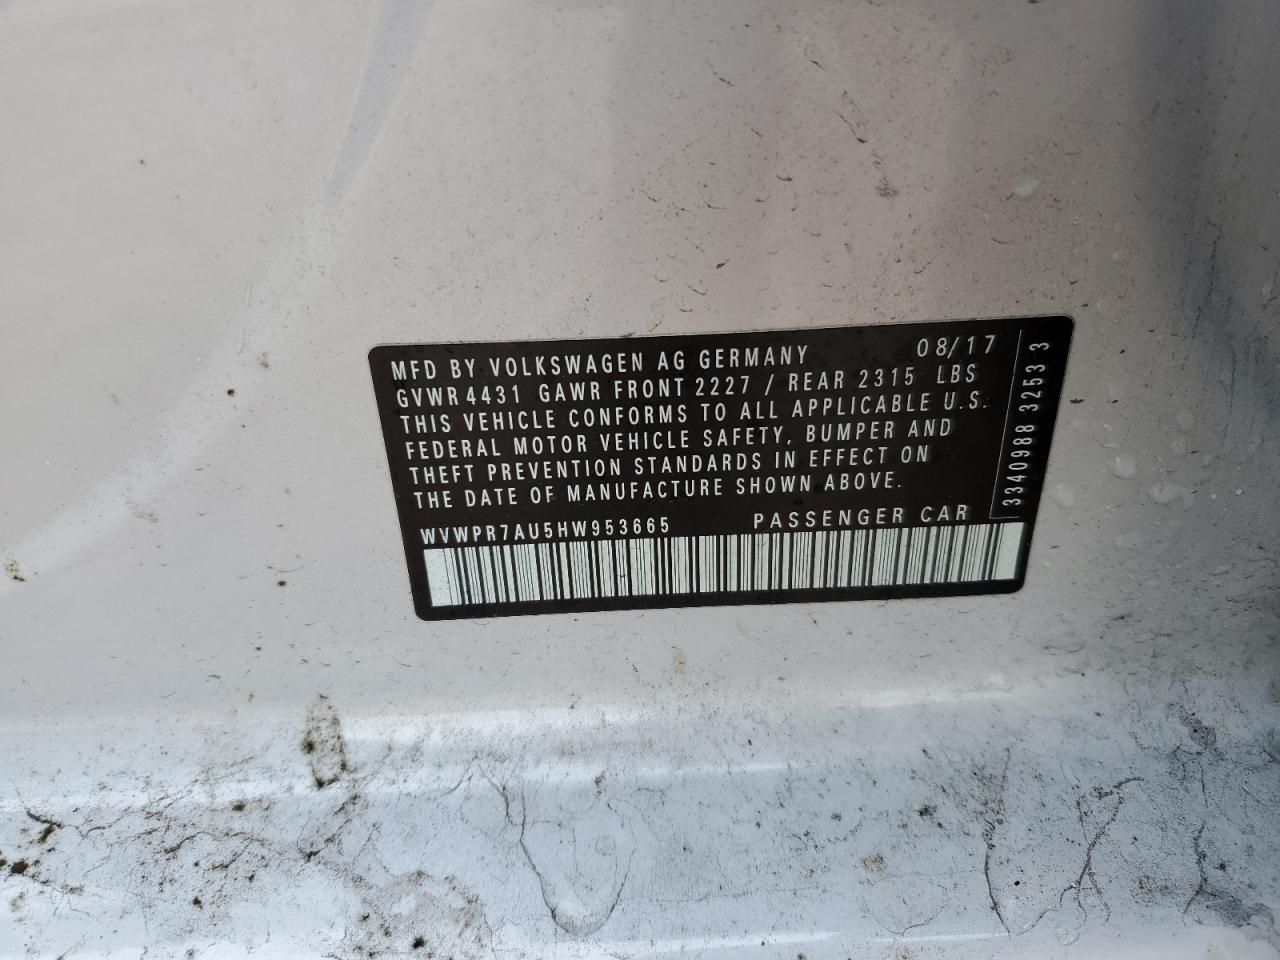 MFD BY VOLKSWAGEN AG GERMANY 08/17
GVWR 4431 GAWR FRONT 2227 / REAR 2315 LBS
THIS VEHICLE CONFORMS TO ALL APPLICABLE U.S.
FEDERAL MOTOR VEHICLE SAFETY, BUMPER AND
THEFT PREVENTION STANDARDS IN EFFECT ON
THE DATE OF MANUFACTURE SHOWN ABOVE.
WVWPR7AU5HW953665 PASSENGER CAR
3340988 3253 3